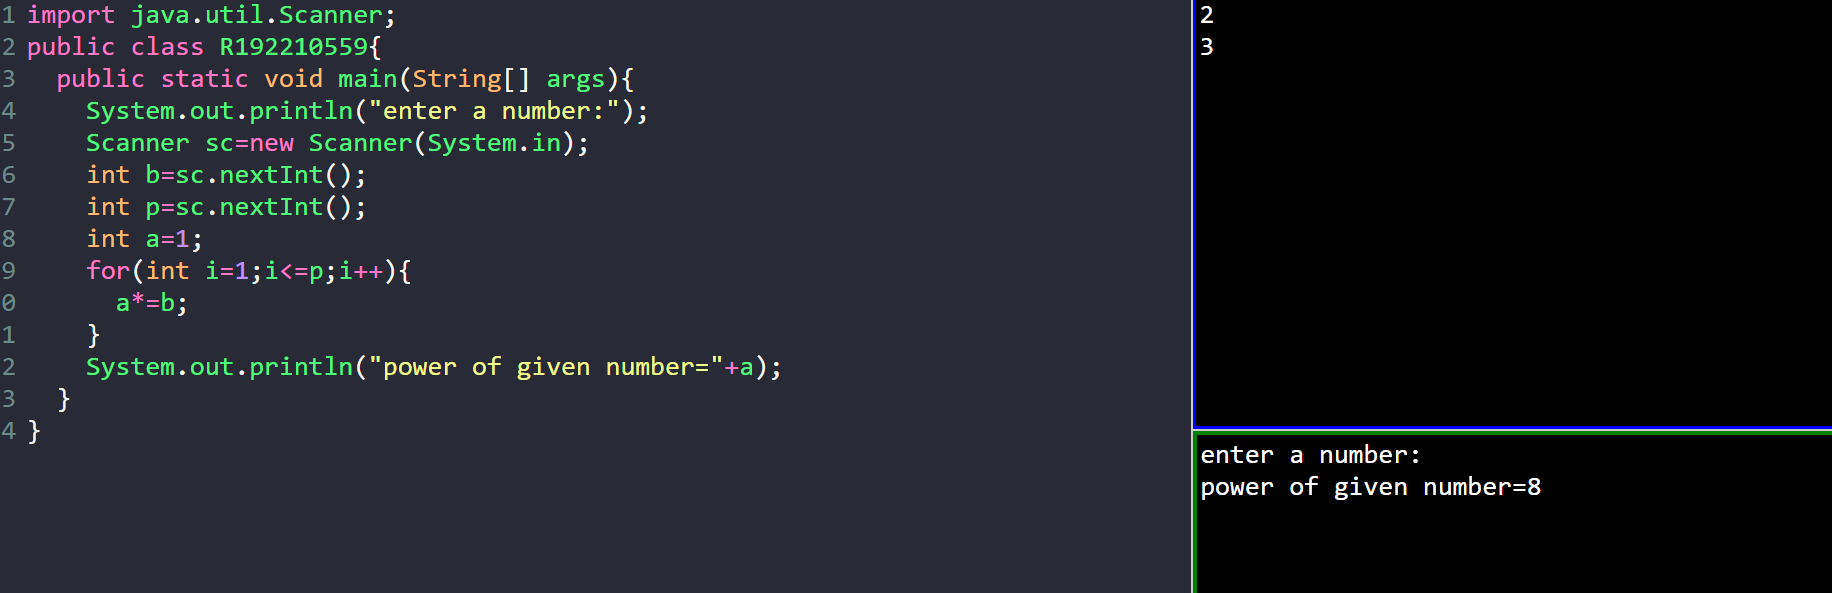 1 import java.util.Scanner;
2 public class R192210559{
3   public static void main(String[] args){
4     System.out.println("enter a number:");
5     Scanner sc=new Scanner(System.in);
6     int b=sc.nextInt();
7     int p=sc.nextInt();
8     int a=1;
9     for(int i=1;i<=p;i++){
0       a*=b;
1     }
2     System.out.println("power of given number="+a);
3   }
4 }
2
3
enter a number:
power of given number=8